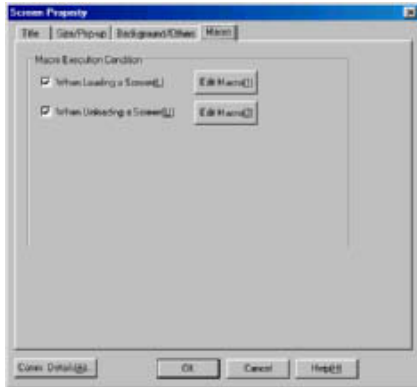 Screen Property
Title Size/Pop-up Background/Others Macro
Macro Execution Condition
When Loading a Screen(L) Edit Macro(1)
When Unloading a Screen(U) Edit Macro(2)
Comm. Details(A).. OK Cancel Help(H)